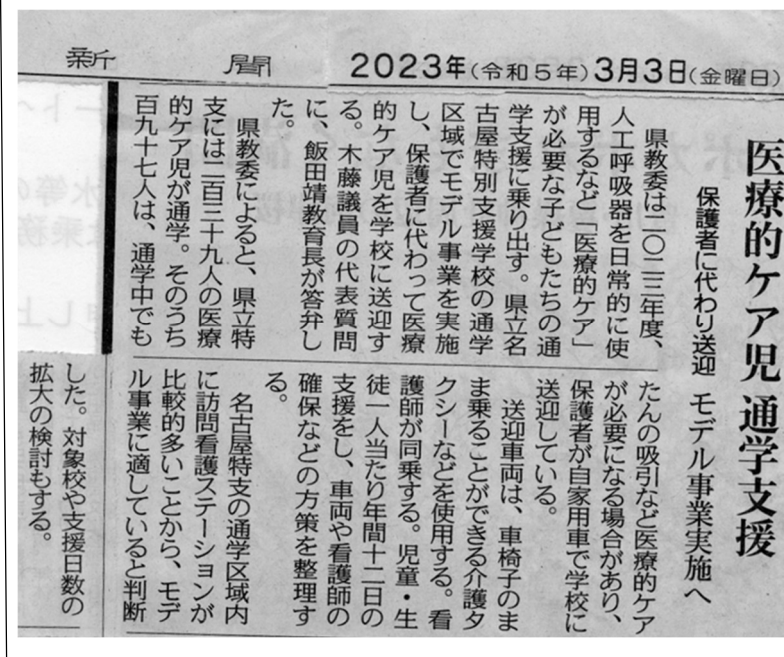 新聞 2023年(令和5年)3月3日(金曜日)
医療的ケア児 通学支援
保護者に代わり送迎 モデル事業実施へ
県教委は二〇二三年度、
人工呼吸器を日常的に使
用するなど「医療的ケア」
が必要な子どもたちの通
学支援に乗り出す。県立名
古屋特別支援学校の通学
区域でモデル事業を実施
し、保護者に代わって医療
的ケア児を学校に送迎す
る。木藤議員の代表質問
に、飯田靖教育長が答弁し
た。
県教委によると、県立特
支には二百三十九人の医療
的ケア児が通学。そのうち
百九十七人は、通学中でも
たんの吸引など医療的ケア
が必要になる場合があり、
保護者が自家用車で学校に
送迎している。
送迎車両は、車椅子のま
ま乗ることができる介護タ
クシーなどを使用する。看
護師が同乗する。児童・生
徒一人当たり年間十二日の
支援をし、車両や看護師の
確保などの方策を整理す
る。
名古屋特支の通学区域内
に訪問看護ステーションが
比較的多いことから、モデ
ル事業に適していると判断
した。対象校や支援日数の
拡大の検討もする。